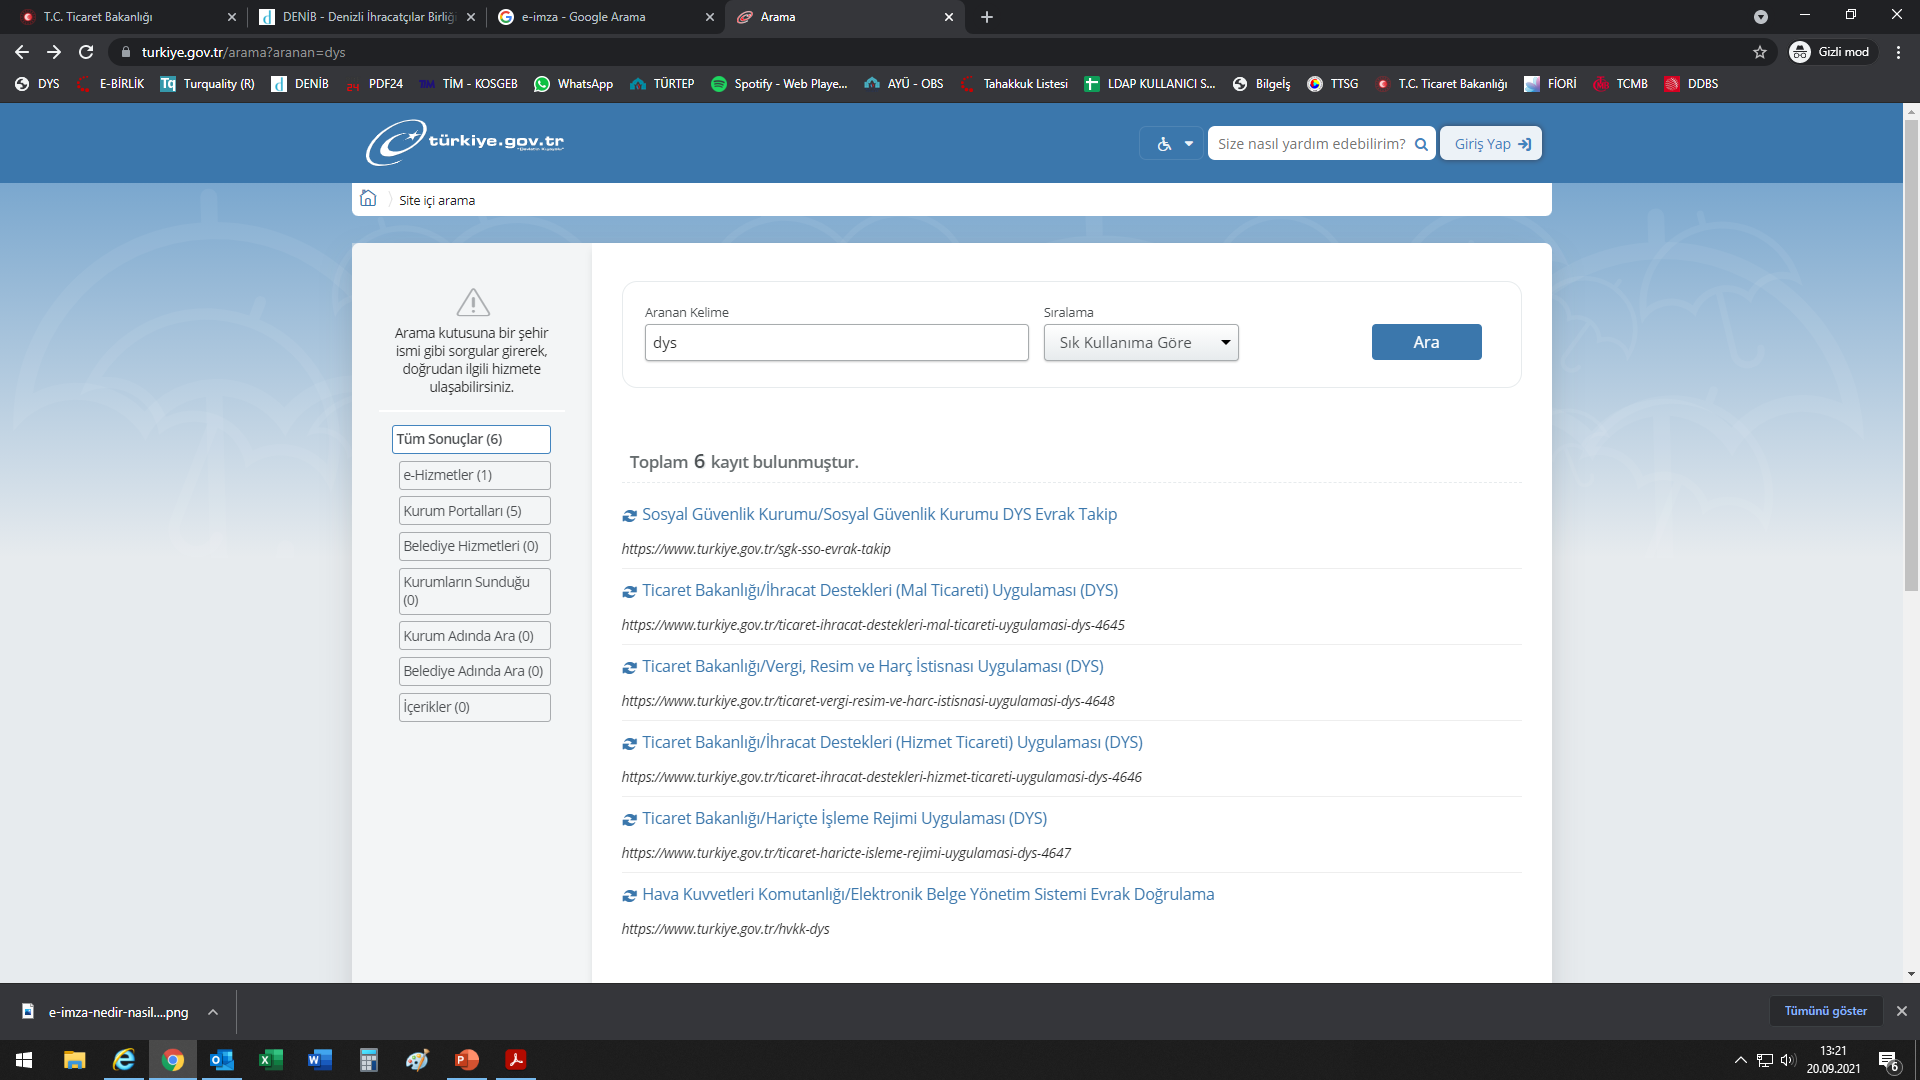 T.C. Ticaret Bakanlığı
DENİB - Denizli İhracatçılar Birliği
e-imza - Google Arama
Arama
turkiye.gov.tr/arama?aranan=dys
Gizli mod
DYS
E-BİRLİK
Turquality (R)
DENİB
PDF24
TİM - KOSGEB
WhatsApp
TÜRTEP
Spotify - Web Playe...
AYÜ - OBS
Tahakkuk Listesi
LDAP KULLANICI S...
Bilgeİş
TTSG
T.C. Ticaret Bakanlığı
FİORİ
TCMB
DDBS
türkiye.gov.tr
Size nasıl yardım edebilirim?
Giriş Yap
Site içi arama
Arama kutusuna bir şehir
ismi gibi sorgular girerek,
doğrudan ilgili hizmete
ulaşabilirsiniz.
Tüm Sonuçlar (6)
e-Hizmetler (1)
Kurum Portalları (5)
Belediye Hizmetleri (0)
Kurumların Sunduğu
(0)
Kurum Adında Ara (0)
Belediye Adında Ara (0)
İçerikler (0)
Aranan Kelime
dys
Sıralama
Sık Kullanıma Göre
Ara
Toplam 6 kayıt bulunmuştur.
Sosyal Güvenlik Kurumu/Sosyal Güvenlik Kurumu DYS Evrak Takip
https://www.turkiye.gov.tr/sgk-sso-evrak-takip
Ticaret Bakanlığı/İhracat Destekleri (Mal Ticareti) Uygulaması (DYS)
https://www.turkiye.gov.tr/ticaret-ihracat-destekleri-mal-ticareti-uygulamasi-dys-4645
Ticaret Bakanlığı/Vergi, Resim ve Harç İstisnası Uygulaması (DYS)
https://www.turkiye.gov.tr/ticaret-vergi-resim-ve-harc-istisnasi-uygulamasi-dys-4648
Ticaret Bakanlığı/İhracat Destekleri (Hizmet Ticareti) Uygulaması (DYS)
https://www.turkiye.gov.tr/ticaret-ihracat-destekleri-hizmet-ticareti-uygulamasi-dys-4646
Ticaret Bakanlığı/Hariçte İşleme Rejimi Uygulaması (DYS)
https://www.turkiye.gov.tr/ticaret-haricte-isleme-rejimi-uygulamasi-dys-4647
Hava Kuvvetleri Komutanlığı/Elektronik Belge Yönetim Sistemi Evrak Doğrulama
https://www.turkiye.gov.tr/hvkk-dys
e-imza-nedir-nasil....png
Tümünü göster
13:21
20.09.2021
6